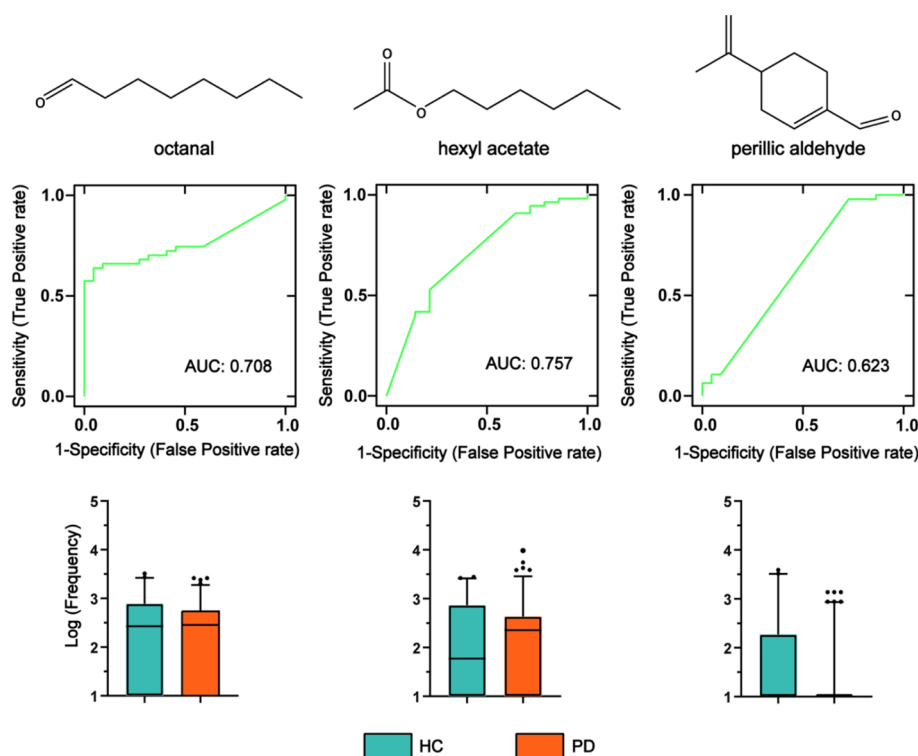 O
O
O
O
octanal
hexyl acetate
perillic aldehyde
Sensitivity (True Positive rate)
1.0
0.5
0.0
AUC: 0.708
0.0
0.5
1.0
1-Specificity (False Positive rate)
Sensitivity (True Positive rate)
1.0
0.5
0.0
AUC: 0.757
0.0
0.5
1.0
1-Specificity (False Positive rate)
Sensitivity (True Positive rate)
1.0
0.5
0.0
AUC: 0.623
0.0
0.5
1.0
1-Specificity (False Positive rate)
Log (Frequency)
5
4
3
2
1
5
4
3
2
1
5
4
3
2
1
HC
PD